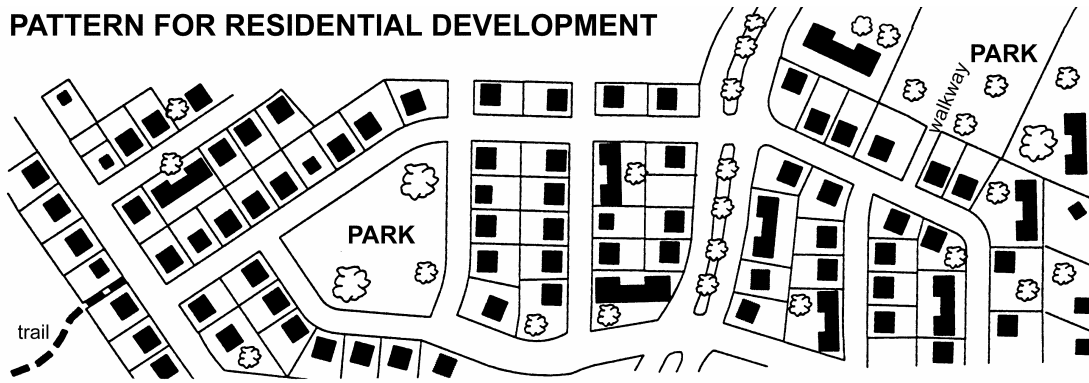 PATTERN FOR RESIDENTIAL DEVELOPMENT
PARK
walkway
PARK
trail